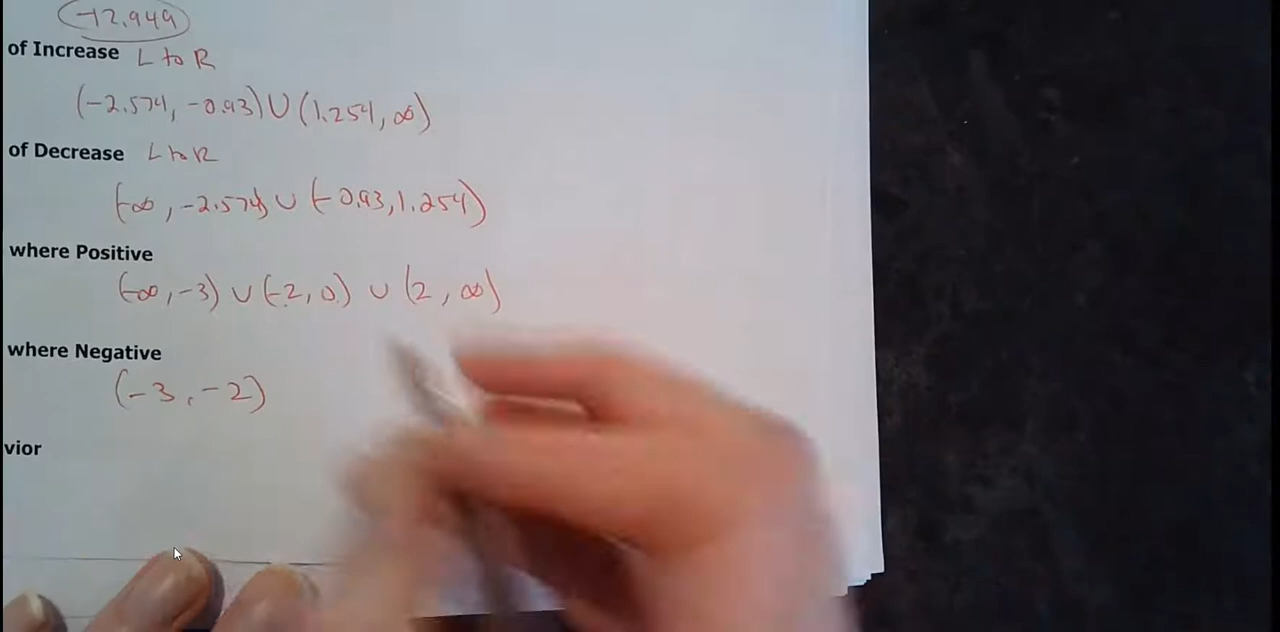 -12.949
of Increase L to R
(-2.574, -0.93) ∪ (1.254, ∞)
of Decrease L to R
(-∞, -2.574) ∪ (-0.93, 1.254)
where Positive
(-∞, -3) ∪ (-2, 0) ∪ (2, ∞)
where Negative
(-3, -2)
vior